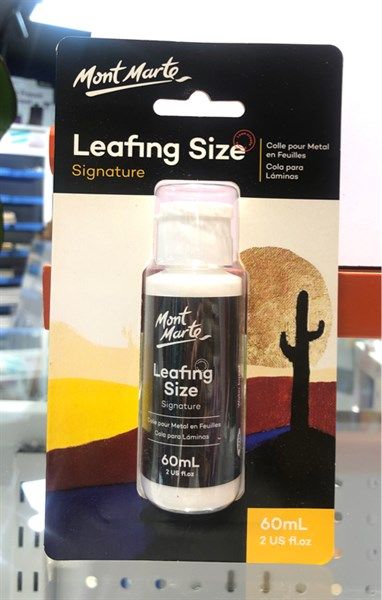 Mont Marte
Leafing Size
Signature
Colle pour Metal
en Feuilles
Cola para
Láminas
Mont
Marte
Leafing
Size
Signature
Colle pour Metal en Feuilles
Cola para Láminas
60mL
2 US fl.oz
60mL
2 US fl.oz